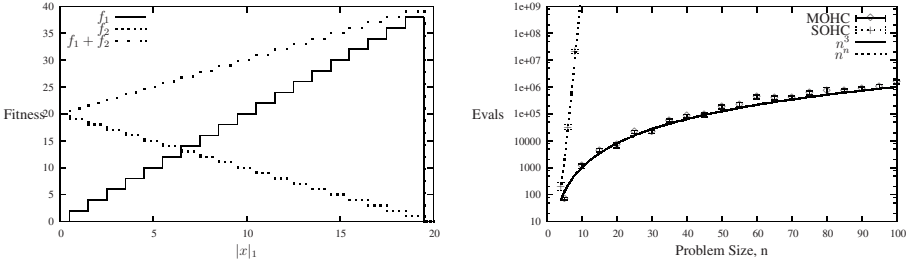 40
35
30
25
20
15
10
5
0
Fitness
f₁
f₂
f₁ + f₂
0 5 10 15 20
|x|₁
1e+09
1e+08
1e+07
1e+06
1e+05
10000
1000
100
10
Evals
MOHC
SOHC
n³
nⁿ
0 10 20 30 40 50 60 70 80 90 100
Problem Size, n